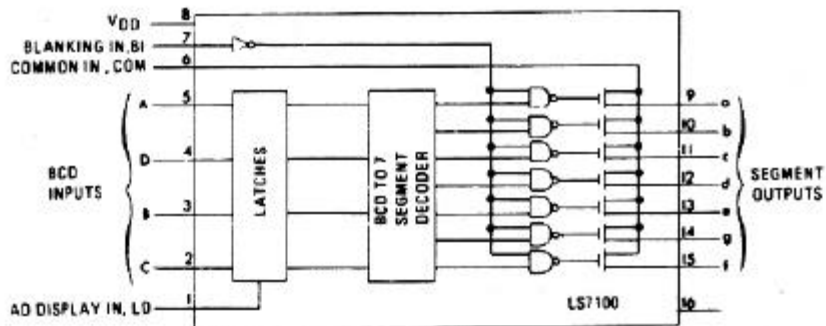 VDD 8
BLANKING IN, BI 7
COMMON IN, COM 6
A 5
D 4
B 3
C 2
AD DISPLAY IN, LD 1
BCD INPUTS
LATCHES
BCD TO 7 SEGMENT DECODER
9 a
10 b
11 c
12 d
13 e
14 g
15 f
16
SEGMENT OUTPUTS
LS7100